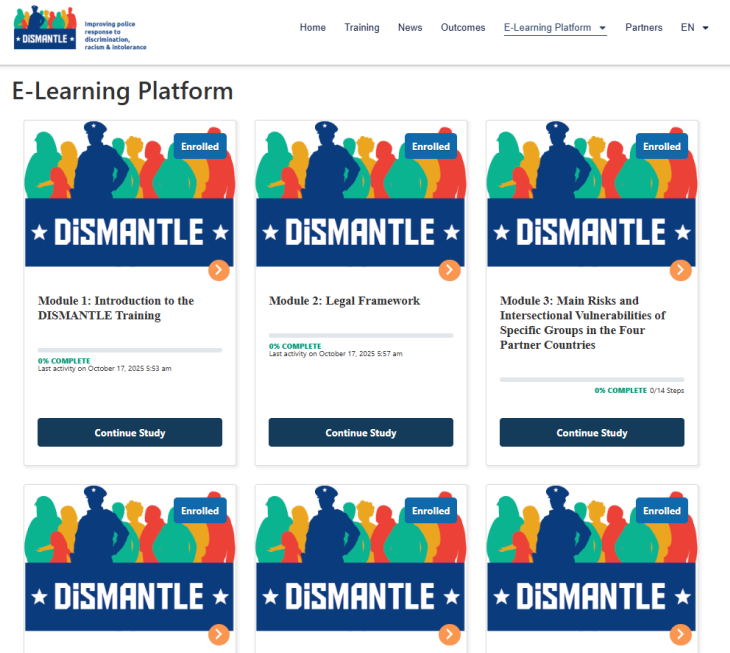 DiSMANTLE
Improving police
response to
discrimination,
racism & intolerance
Home Training News Outcomes E-Learning Platform Partners EN
E-Learning Platform
Enrolled
DiSMANTLE
Module 1: Introduction to the
DISMANTLE Training
0% COMPLETE
Last activity on October 17, 2025 5:53 am
Continue Study
Enrolled
DiSMANTLE
Module 2: Legal Framework
0% COMPLETE
Last activity on October 17, 2025 5:57 am
Continue Study
Enrolled
DiSMANTLE
Module 3: Main Risks and
Intersectional Vulnerabilities of
Specific Groups in the Four
Partner Countries
0% COMPLETE 0/14 Steps
Continue Study
Enrolled
DiSMANTLE
Enrolled
DiSMANTLE
Enrolled
DiSMANTLE